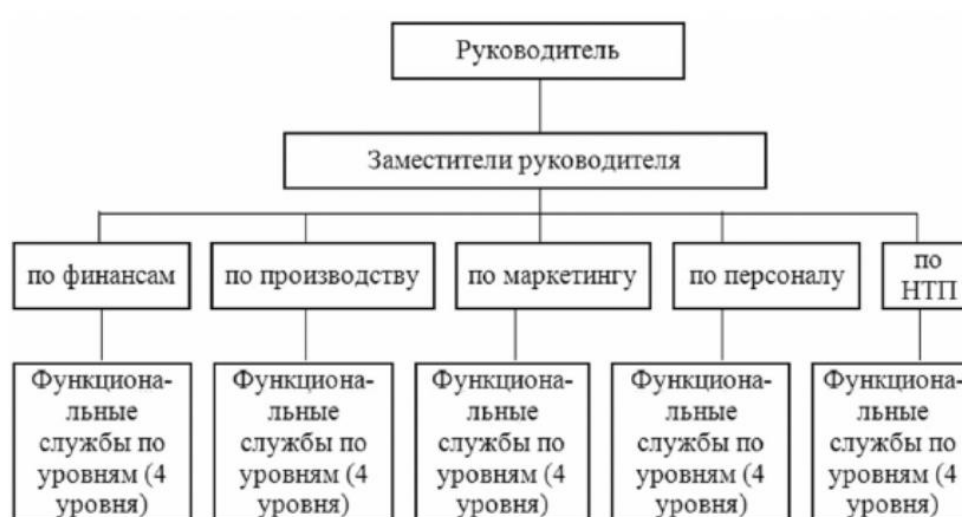 Руководитель
Заместители руководителя
по финансам
по производству
по маркетингу
по персоналу
по
НТП
Функциона-
льные
службы по
уровням (4
уровня)
Функциона-
льные
службы по
уровням (4
уровня)
Функциона-
льные
службы по
уровням (4
уровня)
Функциона-
льные
службы по
уровням (4
уровня)
Функциона-
льные
службы по
уровням (4
уровня)